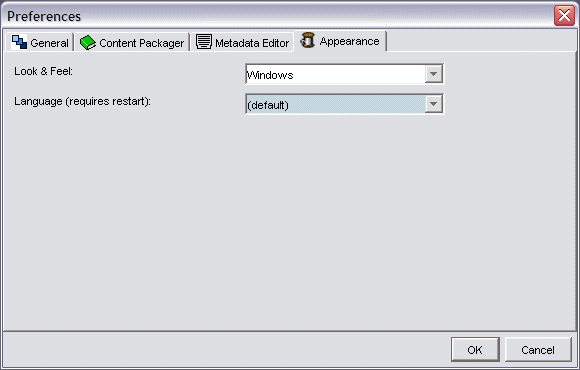 Preferences
General Content Packager Metadata Editor Appearance
Look & Feel: Windows
Language (requires restart): (default)
OK Cancel